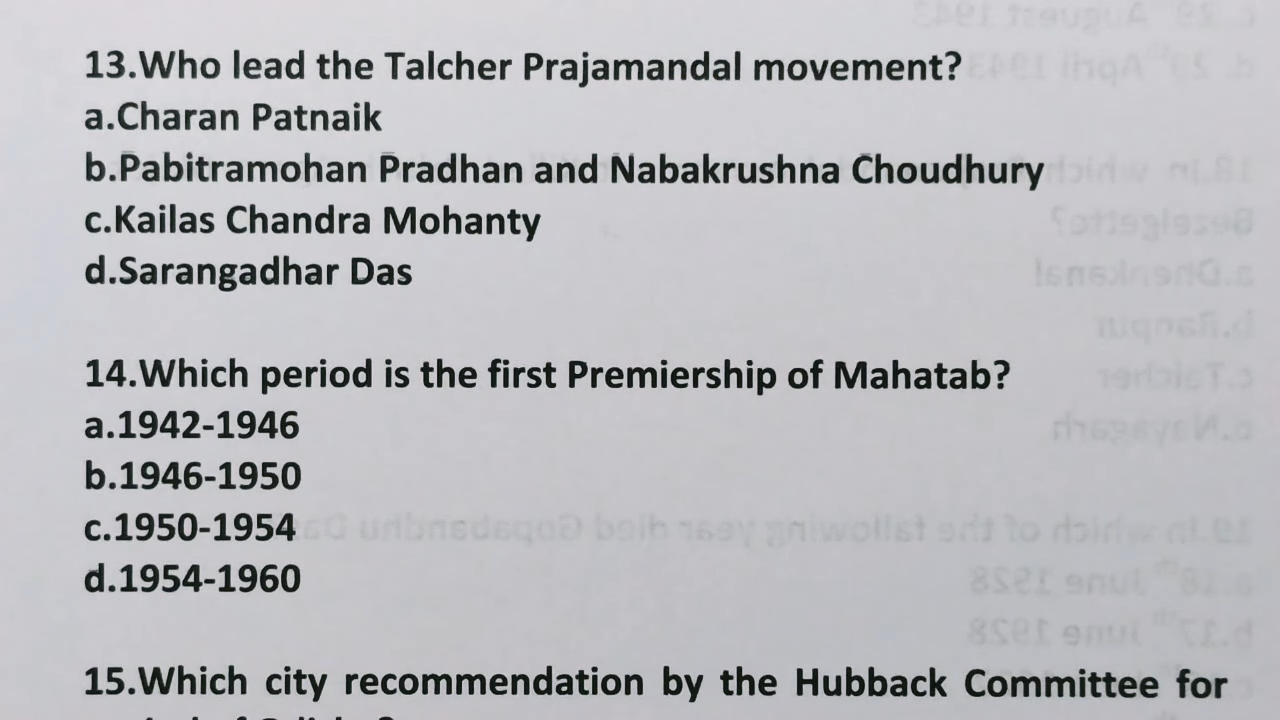 13.Who lead the Talcher Prajamandal movement?
a.Charan Patnaik
b.Pabitramohan Pradhan and Nabakrushna Choudhury
c.Kailas Chandra Mohanty
d.Sarangadhar Das
14.Which period is the first Premiership of Mahatab?
a.1942-1946
b.1946-1950
c.1950-1954
d.1954-1960
15.Which city recommendation by the Hubback Committee for